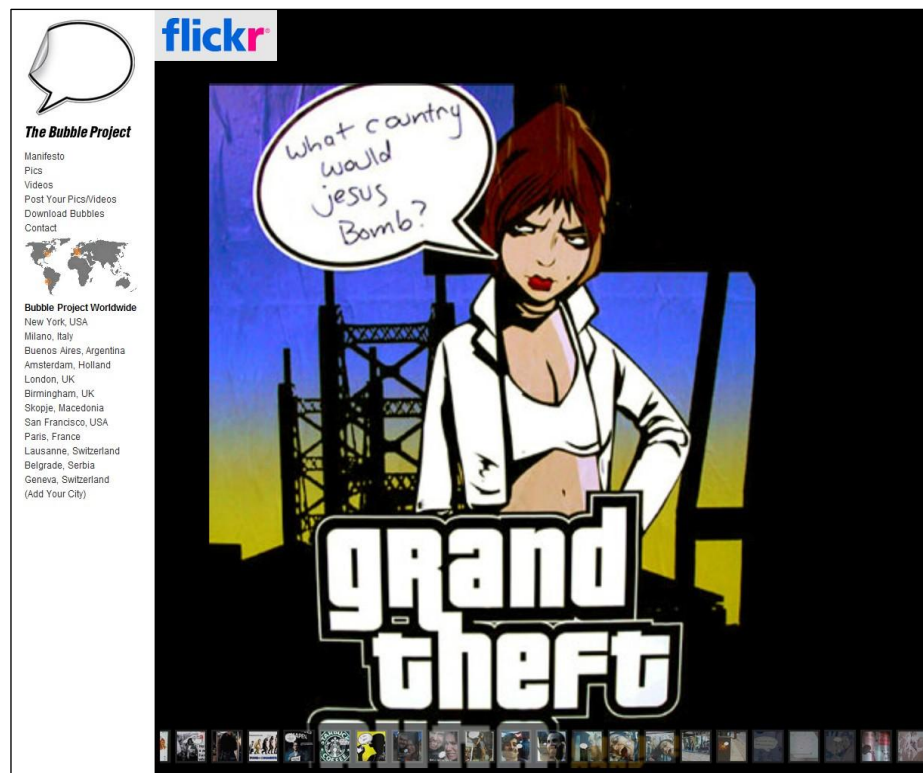 flickr
The Bubble Project
Manifesto
Pics
Videos
Post Your Pics/Videos
Download Bubbles
Contact
Bubble Project Worldwide
New York, USA
Milano, Italy
Buenos Aires, Argentina
Amsterdam, Holland
London, UK
Birmingham, UK
Skopje, Macedonia
San Francisco, USA
Paris, France
Lausanne, Switzerland
Belgrade, Serbia
Geneva, Switzerland
(Add Your City)
what country
would
jesus
Bomb?
grand
theft